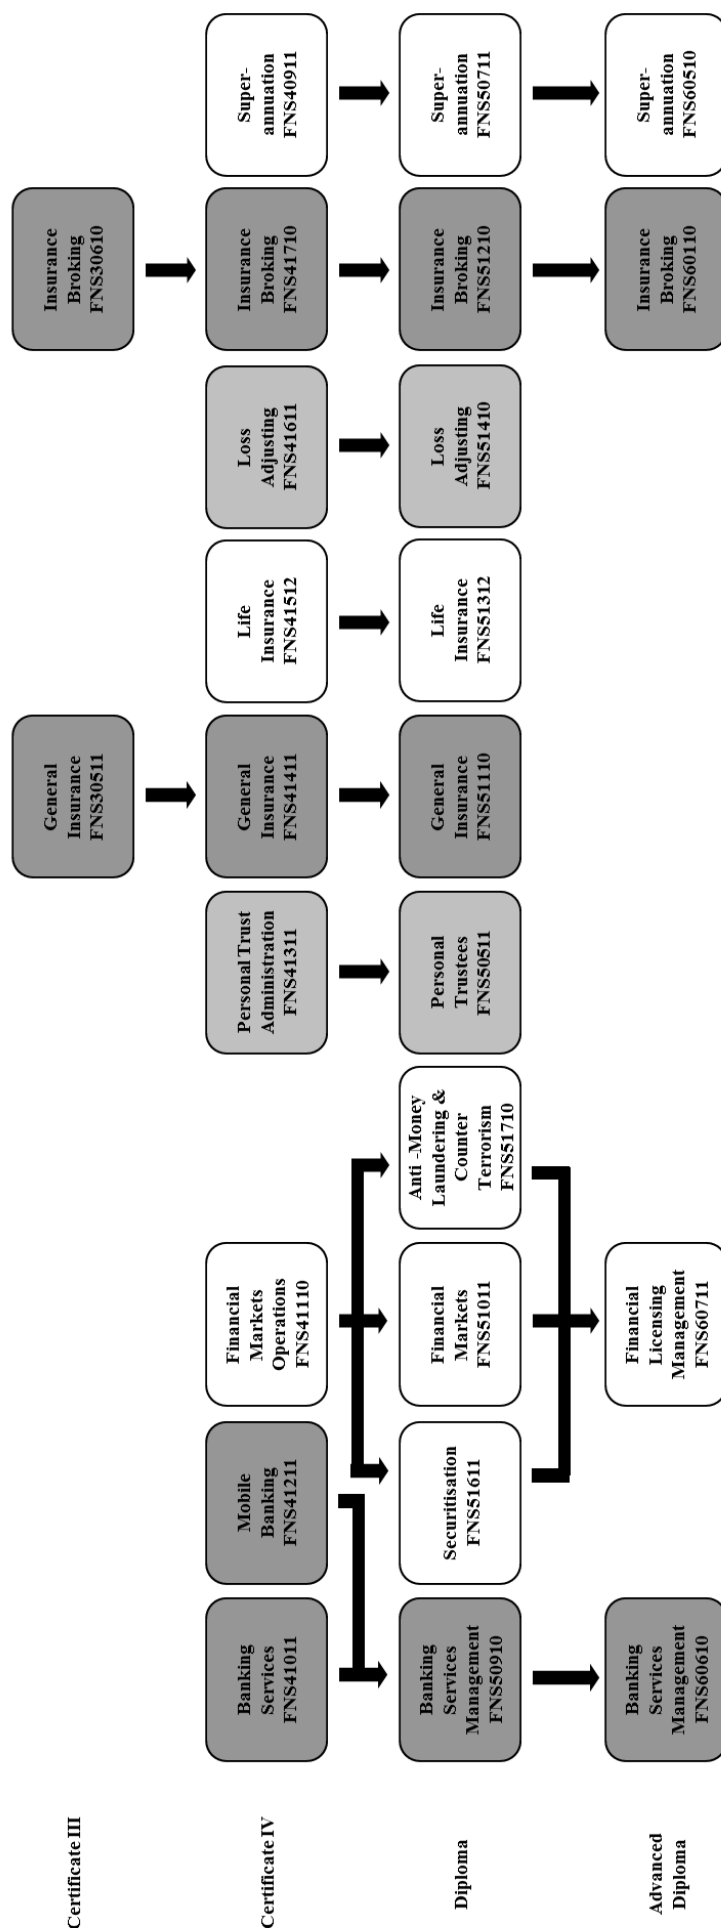 Certificate III
General
Insurance
FNS30511
Insurance
Broking
FNS30610
Certificate IV
Banking
Services
FNS41011
Mobile
Banking
FNS41211
Financial
Markets
Operations
FNS41110
Personal Trust
Administration
FNS41311
General
Insurance
FNS41411
Life
Insurance
FNS41512
Loss
Adjusting
FNS41611
Insurance
Broking
FNS41710
Super-
annuation
FNS40911
Diploma
Banking
Services
Management
FNS50910
Securitisation
FNS51611
Financial
Markets
FNS51011
Anti -Money
Laundering &
Counter
Terrorism
FNS51710
Personal
Trustees
FNS50511
General
Insurance
FNS51110
Life
Insurance
FNS51312
Loss
Adjusting
FNS51410
Insurance
Broking
FNS51210
Super-
annuation
FNS50711
Advanced
Diploma
Banking
Services
Management
FNS60610
Financial
Licensing
Management
FNS60711
Insurance
Broking
FNS60110
Super-
annuation
FNS60510